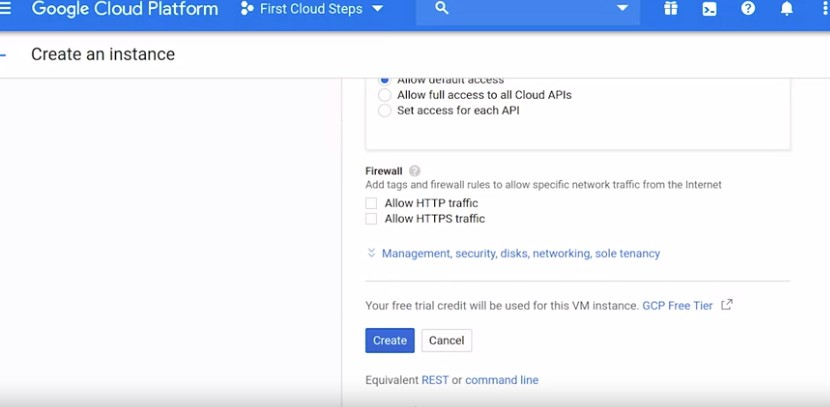 Google Cloud Platform First Cloud Steps
Create an instance
Allow default access
Allow full access to all Cloud APIs
Set access for each API
Firewall
Add tags and firewall rules to allow specific network traffic from the Internet
Allow HTTP traffic
Allow HTTPS traffic
Management, security, disks, networking, sole tenancy
Your free trial credit will be used for this VM instance. GCP Free Tier
Create Cancel
Equivalent REST or command line